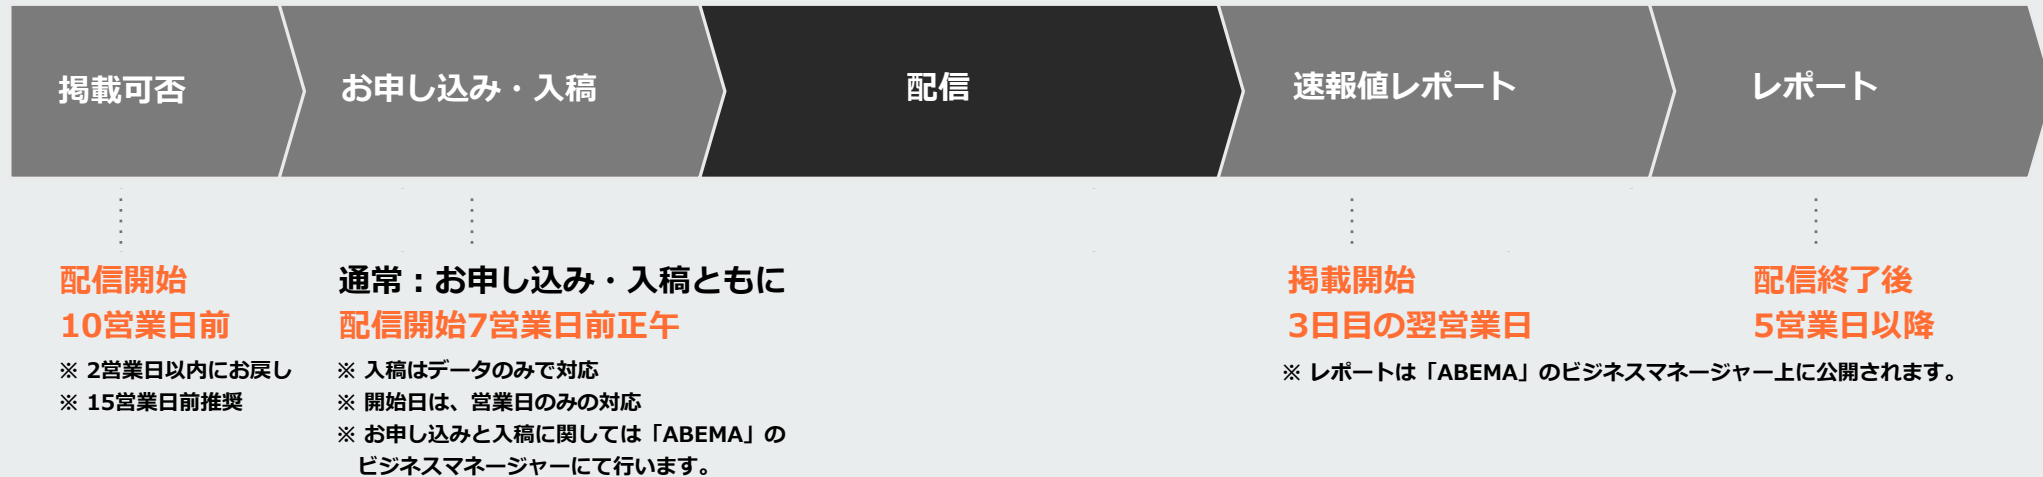 掲載可否
お申し込み・入稿
配信
速報値レポート
レポート
配信開始
10営業日前
※ 2営業日以内にお戻し
※ 15営業日前推奨
通常：お申し込み・入稿ともに
配信開始7営業日前正午
※ 入稿はデータのみで対応
※ 開始日は、営業日のみの対応
※ お申し込みと入稿に関しては「ABEMA」の
ビジネスマネージャーにて行います。
掲載開始
3日目の翌営業日
配信終了後
5営業日以降
※ レポートは「ABEMA」のビジネスマネージャー上に公開されます。